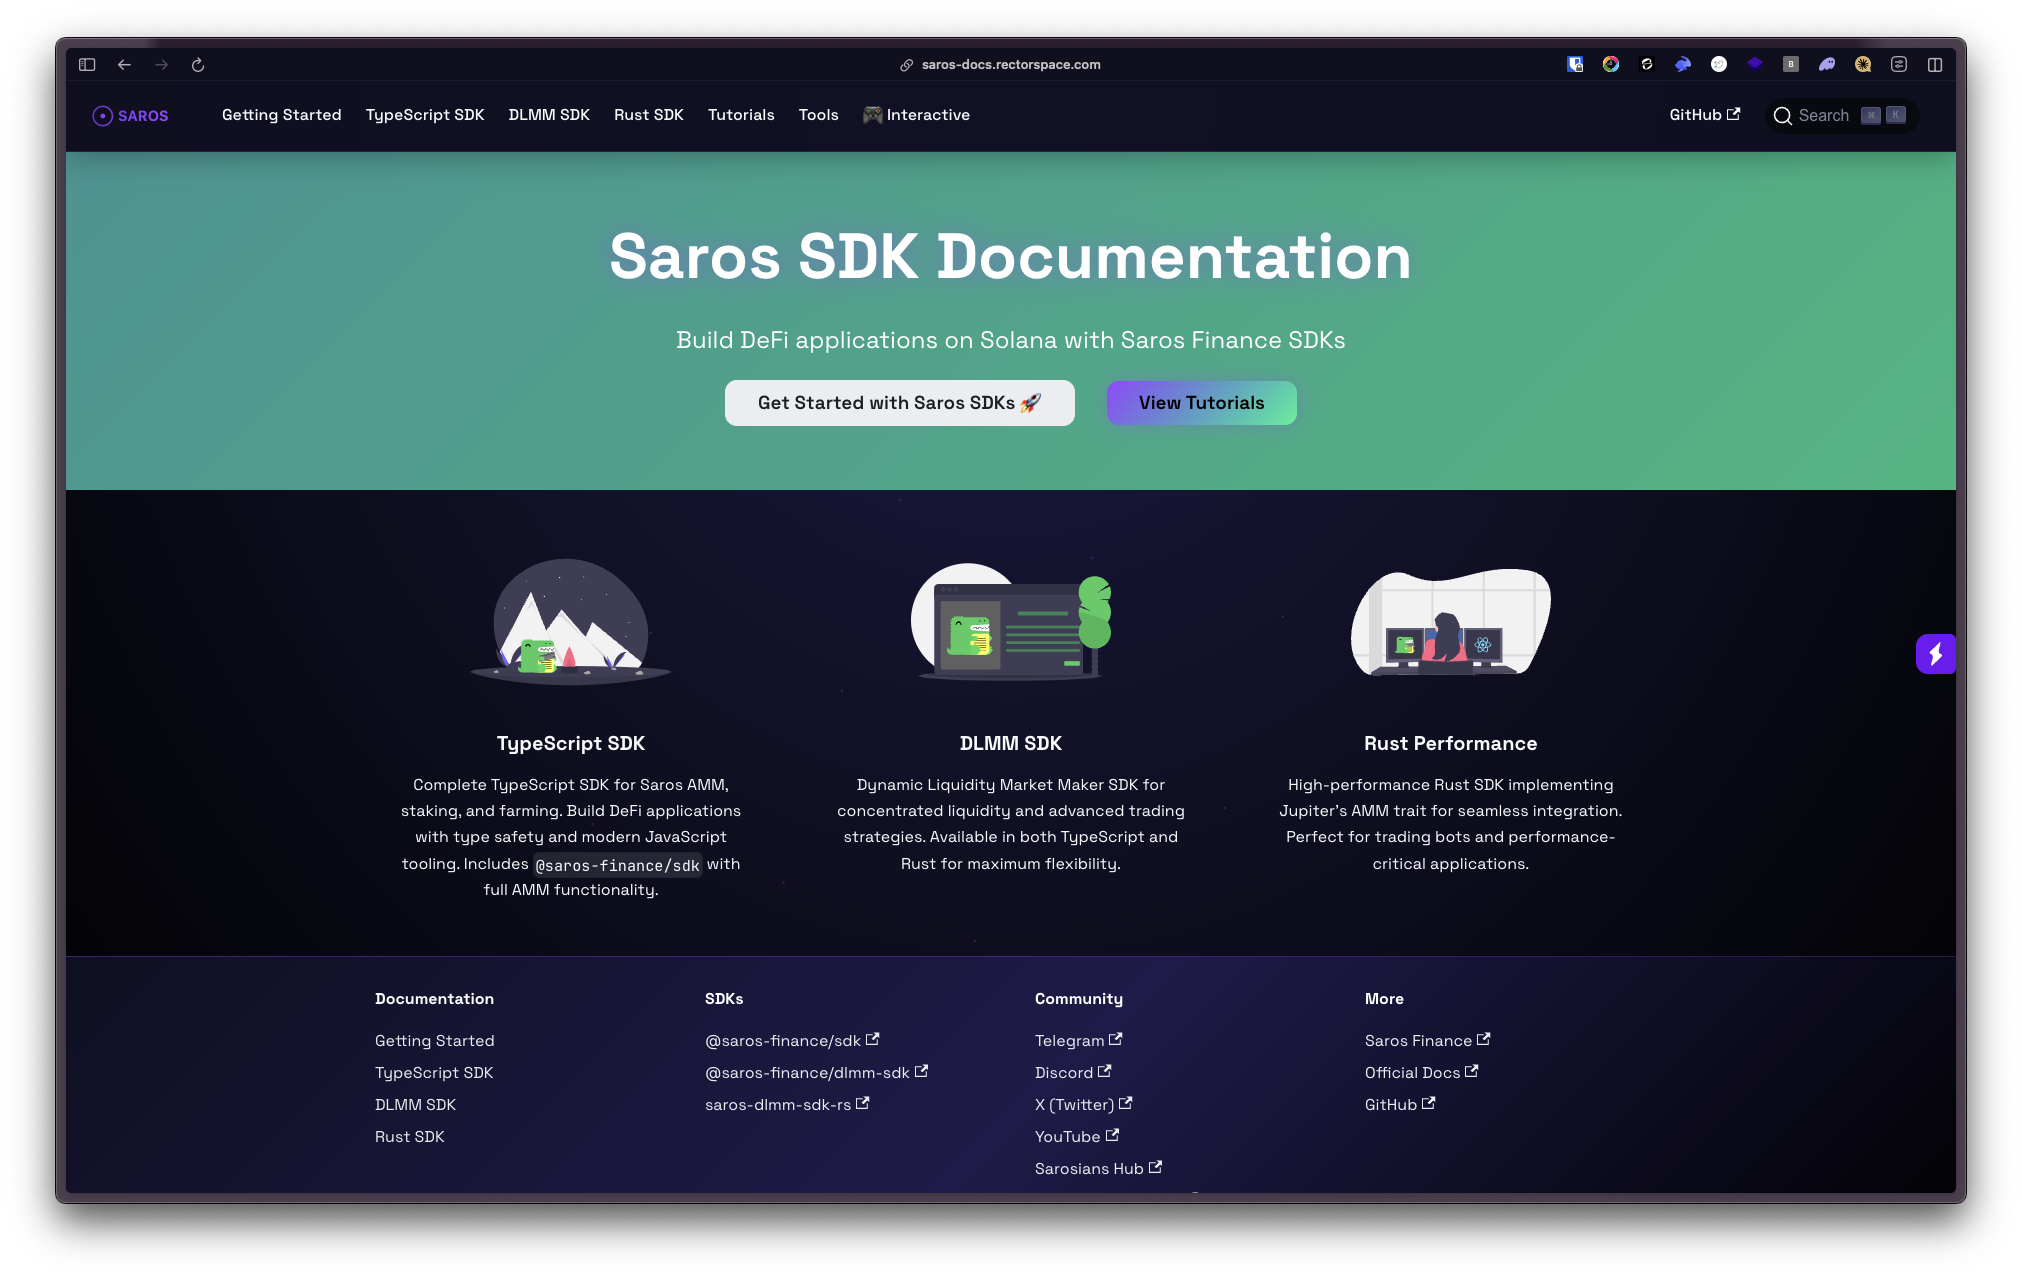 saros-docs.rectorspace.com
B
SAROS
Getting Started
TypeScript SDK
DLMM SDK
Rust SDK
Tutorials
Tools
🎮 Interactive
GitHub
Search ⌘ K
Saros SDK Documentation
Build DeFi applications on Solana with Saros Finance SDKs
Get Started with Saros SDKs 🚀
View Tutorials
TypeScript SDK
Complete TypeScript SDK for Saros AMM,
staking, and farming. Build DeFi applications
with type safety and modern JavaScript
tooling. Includes @saros-finance/sdk with
full AMM functionality.
DLMM SDK
Dynamic Liquidity Market Maker SDK for
concentrated liquidity and advanced trading
strategies. Available in both TypeScript and
Rust for maximum flexibility.
Rust Performance
High-performance Rust SDK implementing
Jupiter's AMM trait for seamless integration.
Perfect for trading bots and performance-
critical applications.
Documentation
Getting Started
TypeScript SDK
DLMM SDK
Rust SDK
SDKs
@saros-finance/sdk
@saros-finance/dlmm-sdk
saros-dlmm-sdk-rs
Community
Telegram
Discord
X (Twitter)
YouTube
Sarosians Hub
More
Saros Finance
Official Docs
GitHub